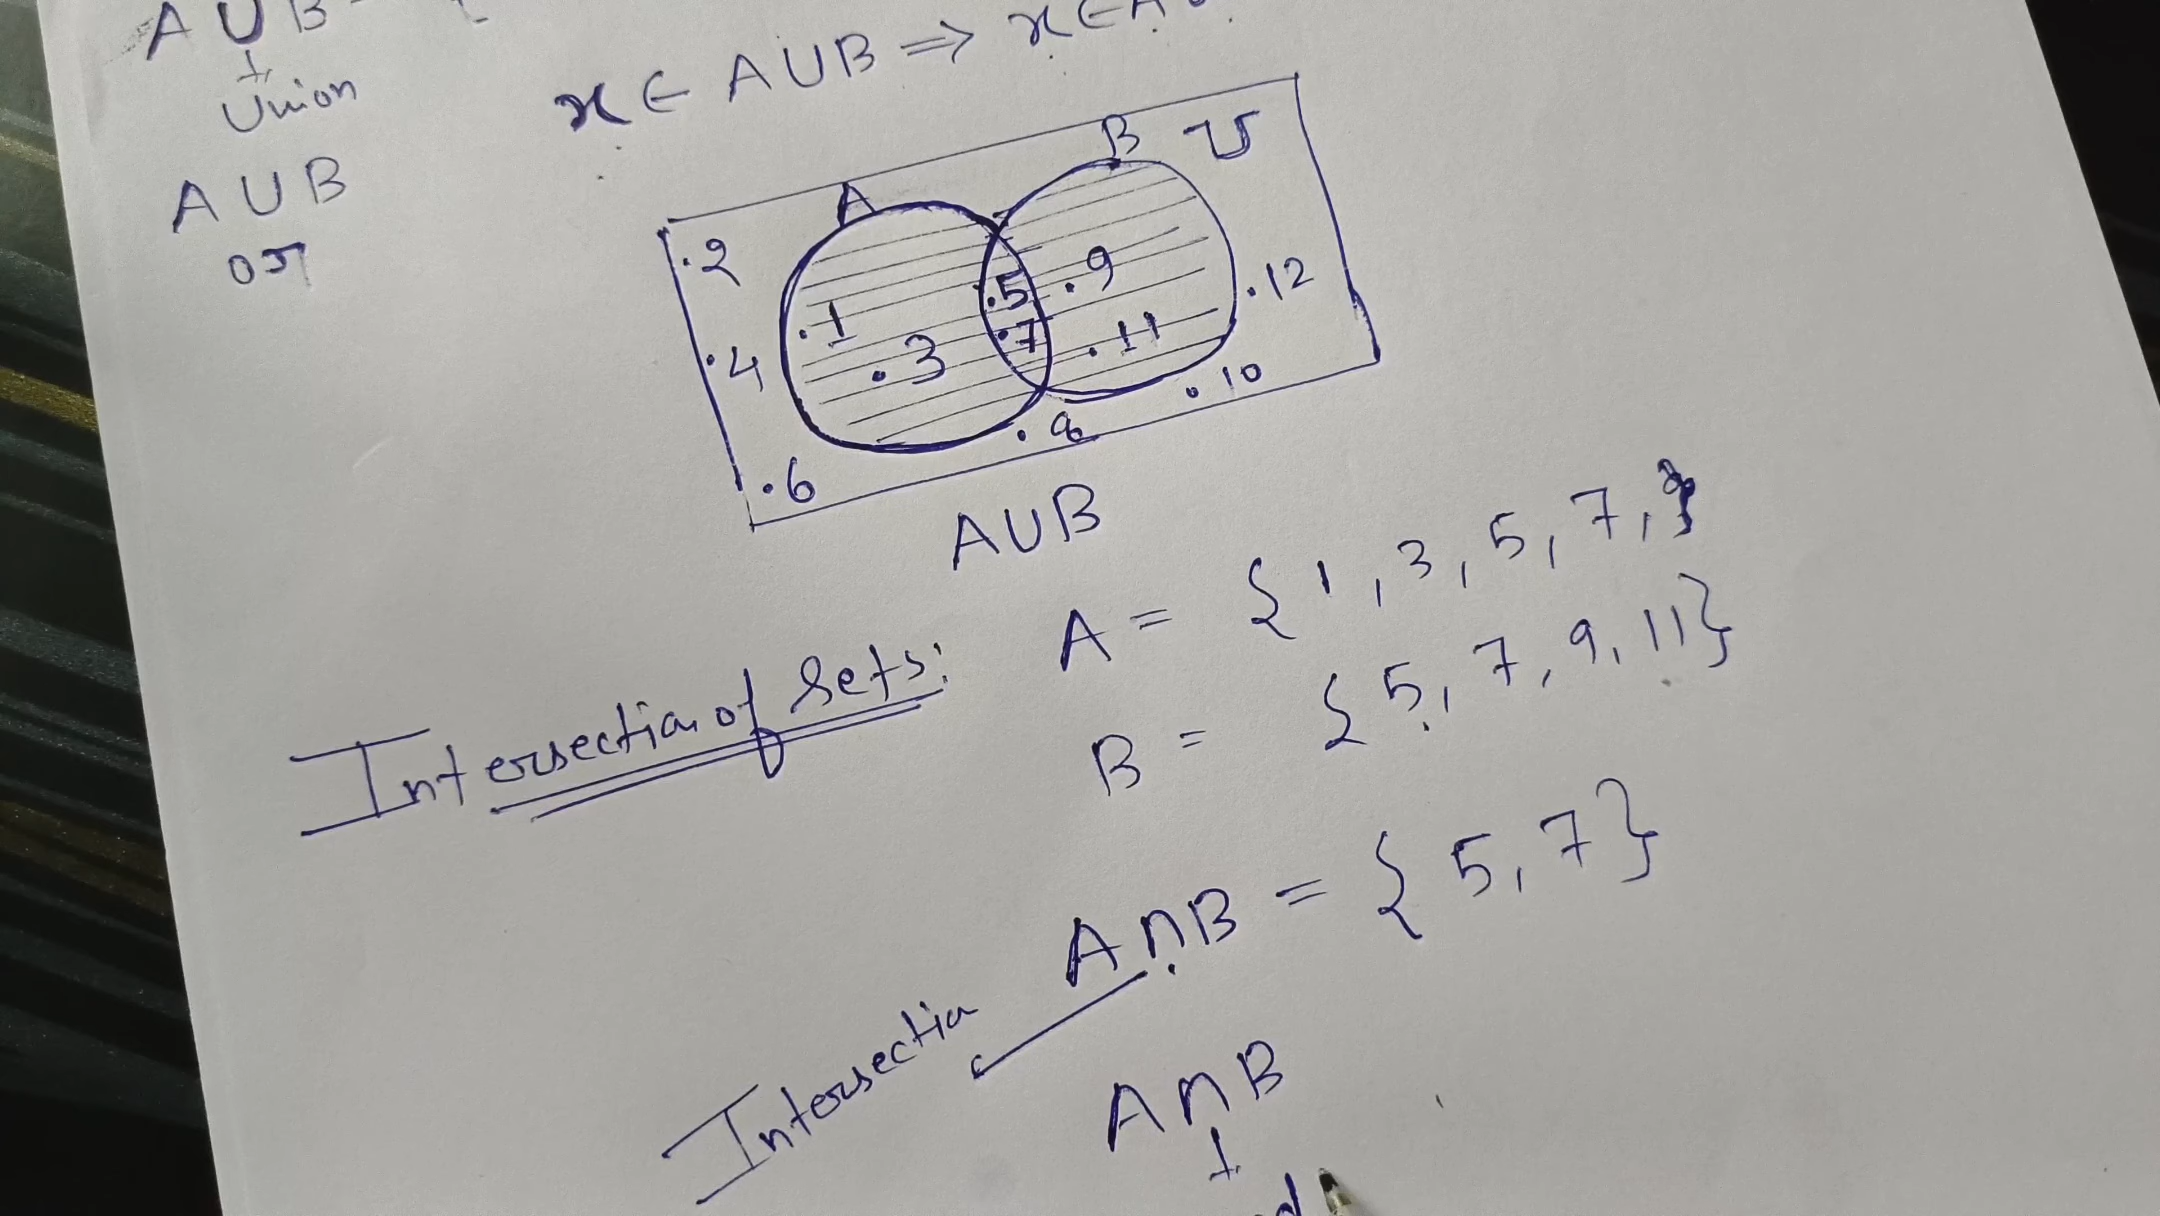 A U B
Union
A U B
or
x ∈ A U B ⇒ x ∈ A
A B U
.2 .1 .3 .5 .7 .9 .11 .12
.4 .6 .8 .10
A U B
Intersection of Sets:
A = { 1, 3, 5, 7, }
B = { 5, 7, 9, 11 }
A ∩ B = { 5, 7 }
Intersection
A ∩ B